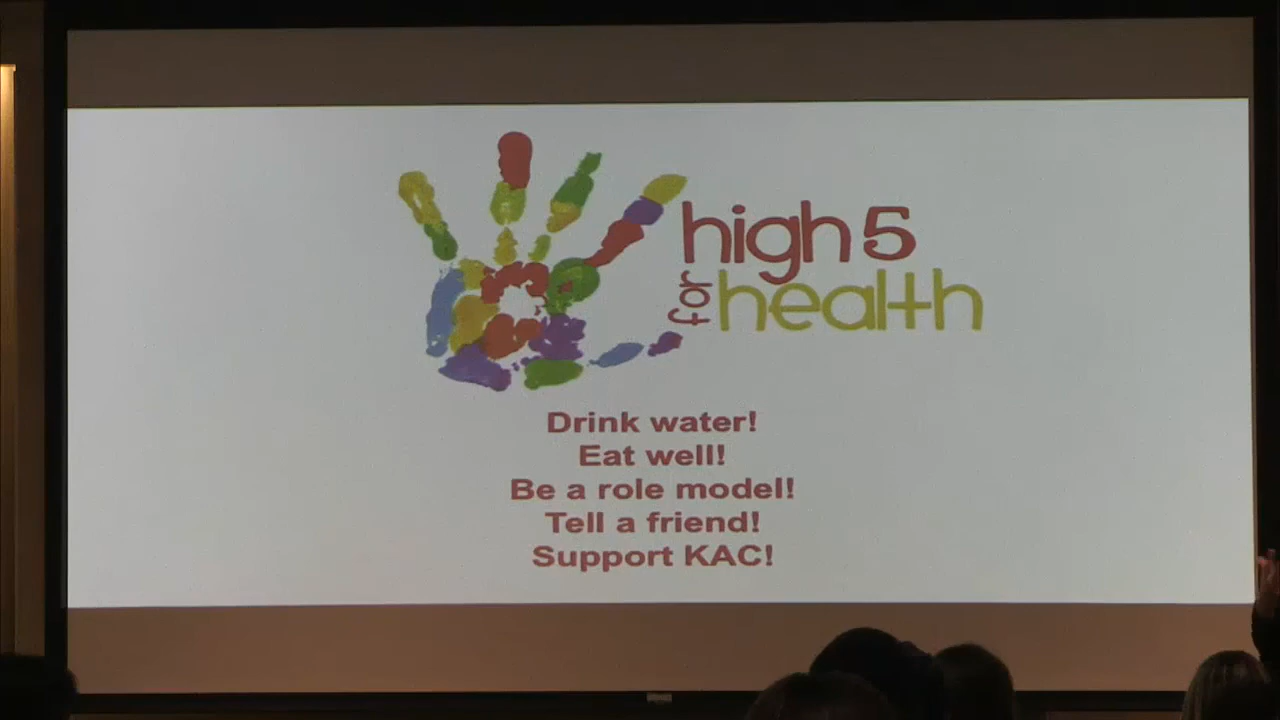 high 5
for health
Drink water!
Eat well!
Be a role model!
Tell a friend!
Support KAC!